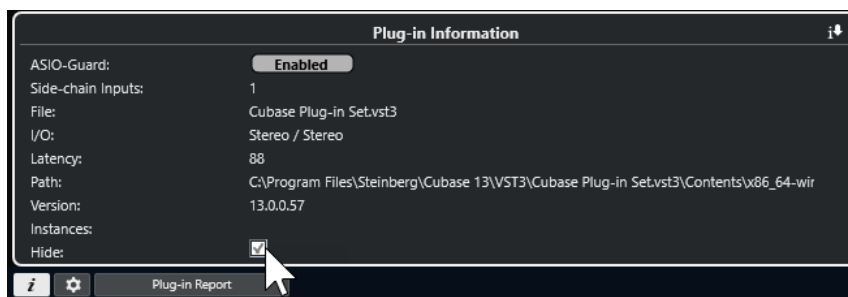 Plug-in Information
ASIO-Guard: Enabled
Side-chain Inputs: 1
File: Cubase Plug-in Set.vst3
I/O: Stereo / Stereo
Latency: 88
Path: C:\Program Files\Steinberg\Cubase 13\VST3\Cubase Plug-in Set.vst3\Contents\x86_64-wir
Version: 13.0.0.57
Instances:
Hide:
i Plug-in Report